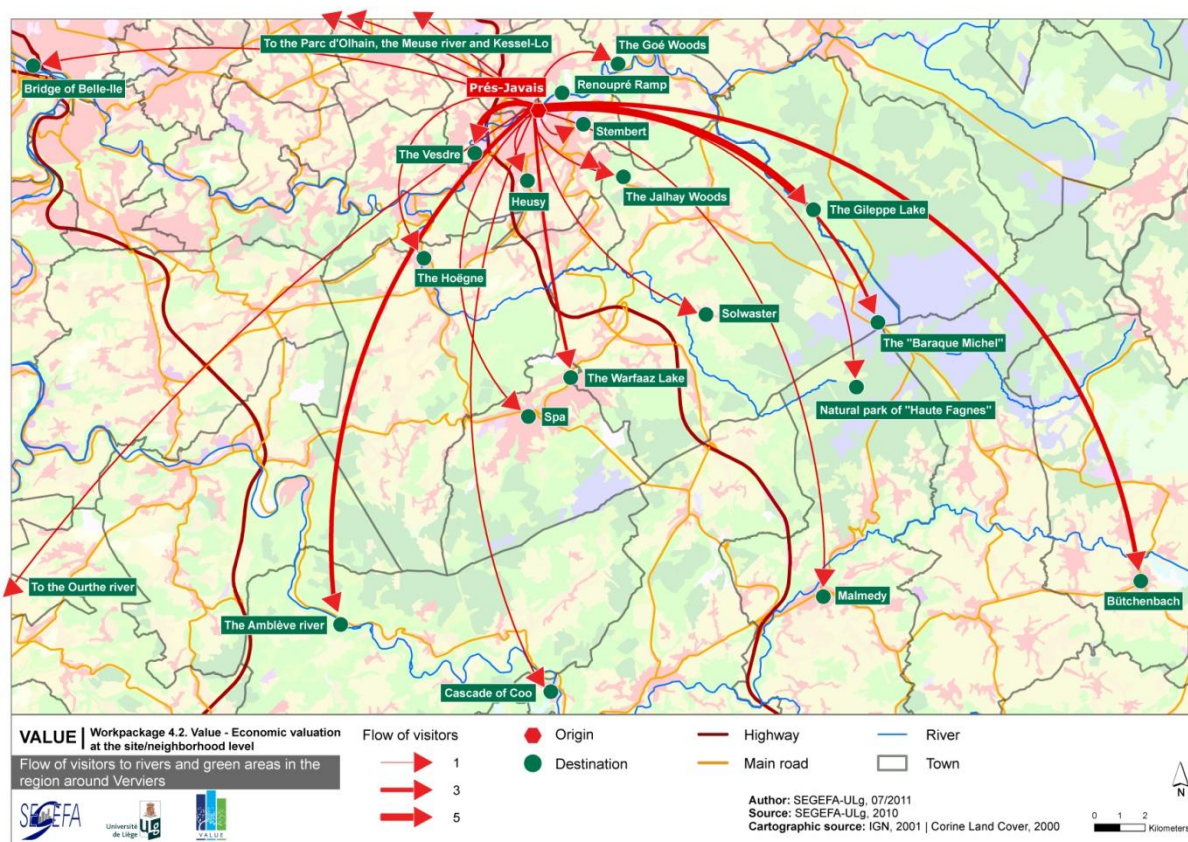 To the Parc d'Olhain, the Meuse river and Kessel-Lo
The Goé Woods
Bridge of Belle-Ile
Prés-Javais
Renoupré Ramp
Stembert
The Vesdre
Heusy
The Jalhay Woods
The Gileppe Lake
The Hoëgne
Solwaster
The "Baraque Michel"
The Warfaaz Lake
Natural park of "Haute Fagnes"
Spa
To the Ourthe river
Malmedy
Bütchenbach
The Amblève river
Cascade of Coo
VALUE
Workpackage 4.2. Value - Economic valuation
at the site/neighborhood level
Flow of visitors to rivers and green areas in the
region around Verviers
SEGEFA
Université
de Liège
ULg
VALUE
Flow of visitors
1
3
5
Origin
Destination
Highway
Main road
River
Town
Author: SEGEFA-ULg, 07/2011
Source: SEGEFA-ULg, 2010
Cartographic source: IGN, 2001 | Corine Land Cover, 2000
N
0 1 2
Kilometers